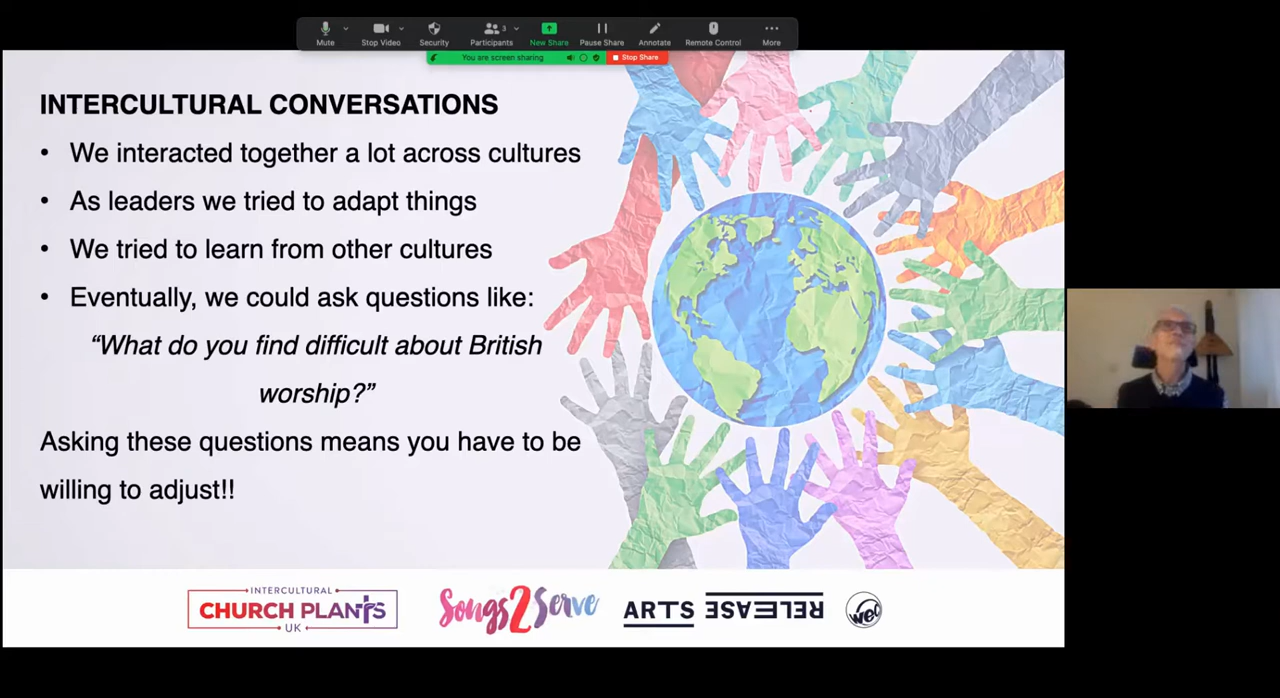 Mute
Stop Video
Security
Participants
3
New Share
Pause Share
Annotate
Remote Control
More
You are screen sharing
Stop Share
INTERCULTURAL CONVERSATIONS
• We interacted together a lot across cultures
• As leaders we tried to adapt things
• We tried to learn from other cultures
• Eventually, we could ask questions like:
“What do you find difficult about British
worship?”
Asking these questions means you have to be
willing to adjust!!
INTERCULTURAL
CHURCH PLANTS
UK
Songs2Serve
ARTS RELEASE
wec